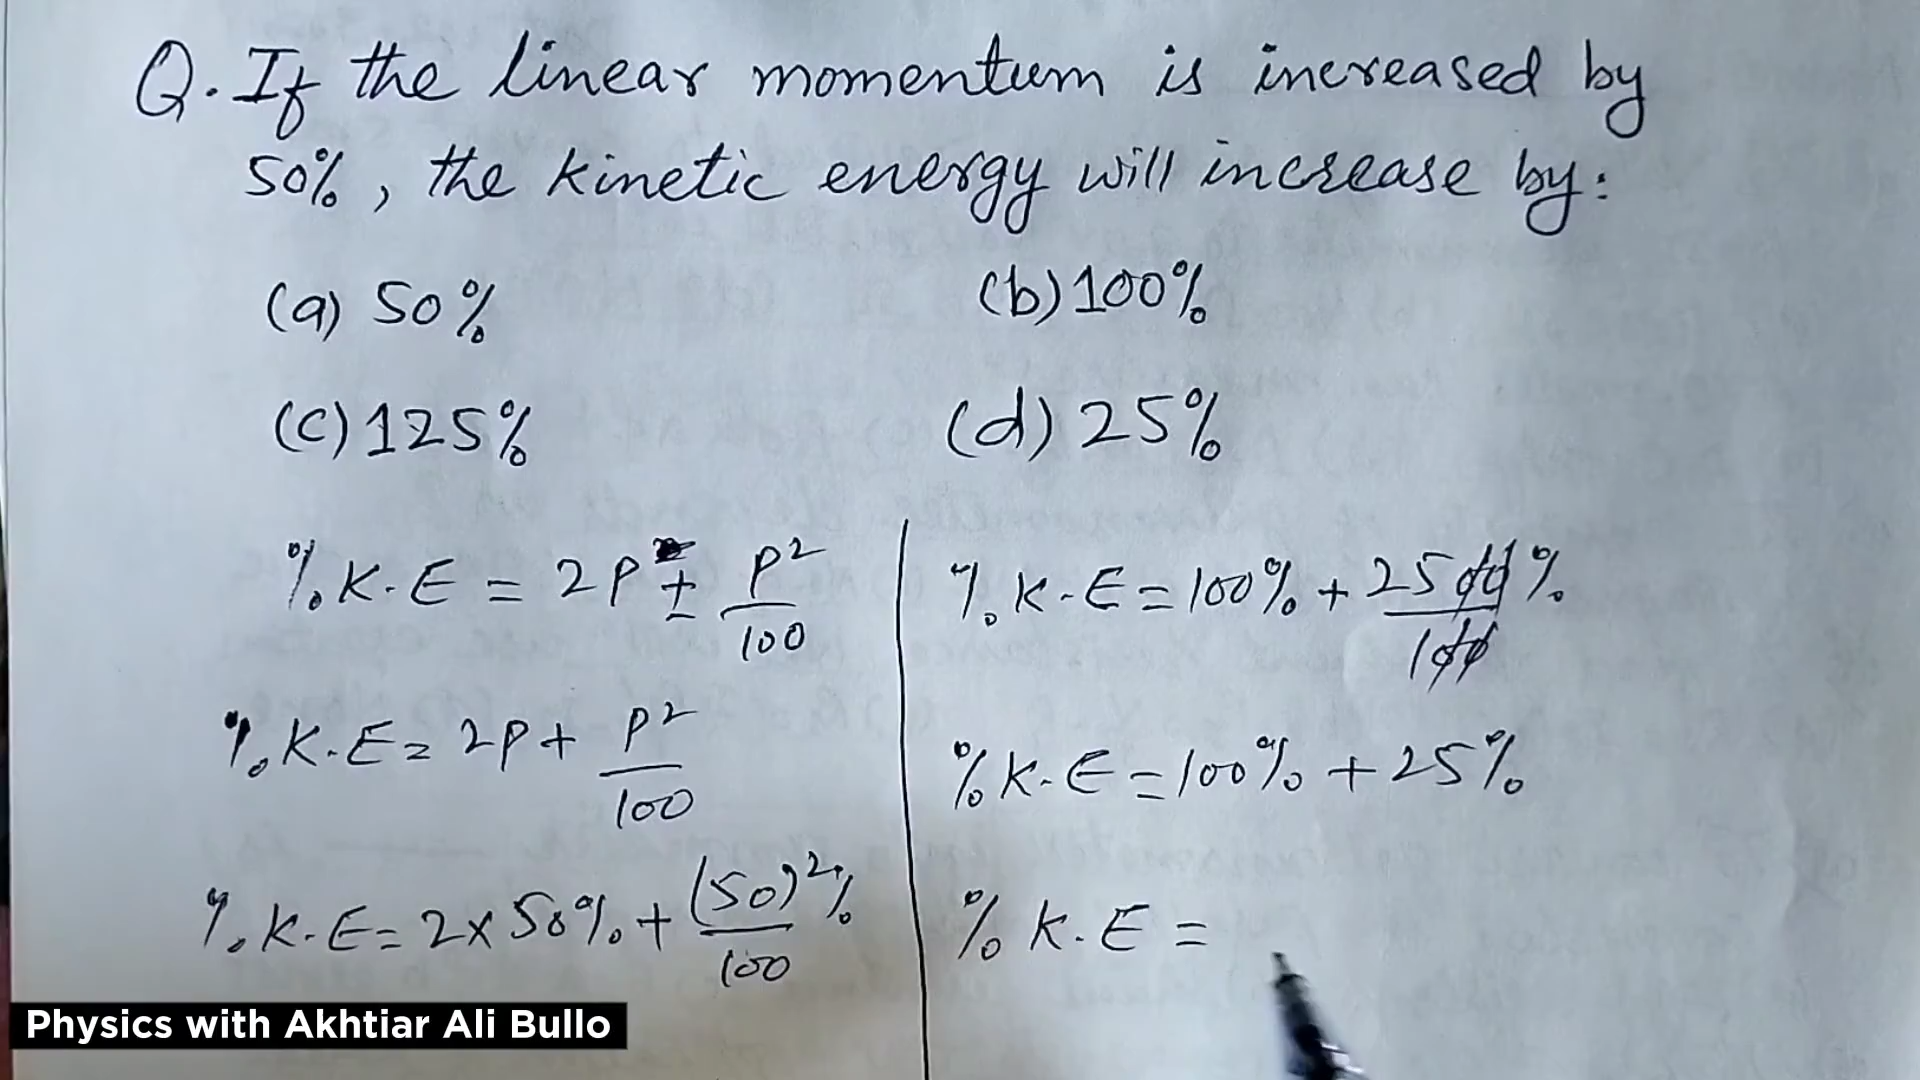 Q. If the linear momentum is increased by
50%, the kinetic energy will increase by:
(a) 50% (b) 100%
(c) 125% (d) 25%
% K.E = 2P ± P²/100
% K.E = 2P + P²/100
% K.E = 2 x 50% + (50)²%/100
% K.E = 100% + 2500%/100
% K.E = 100% + 25%
% K.E =
Physics with Akhtiar Ali Bullo